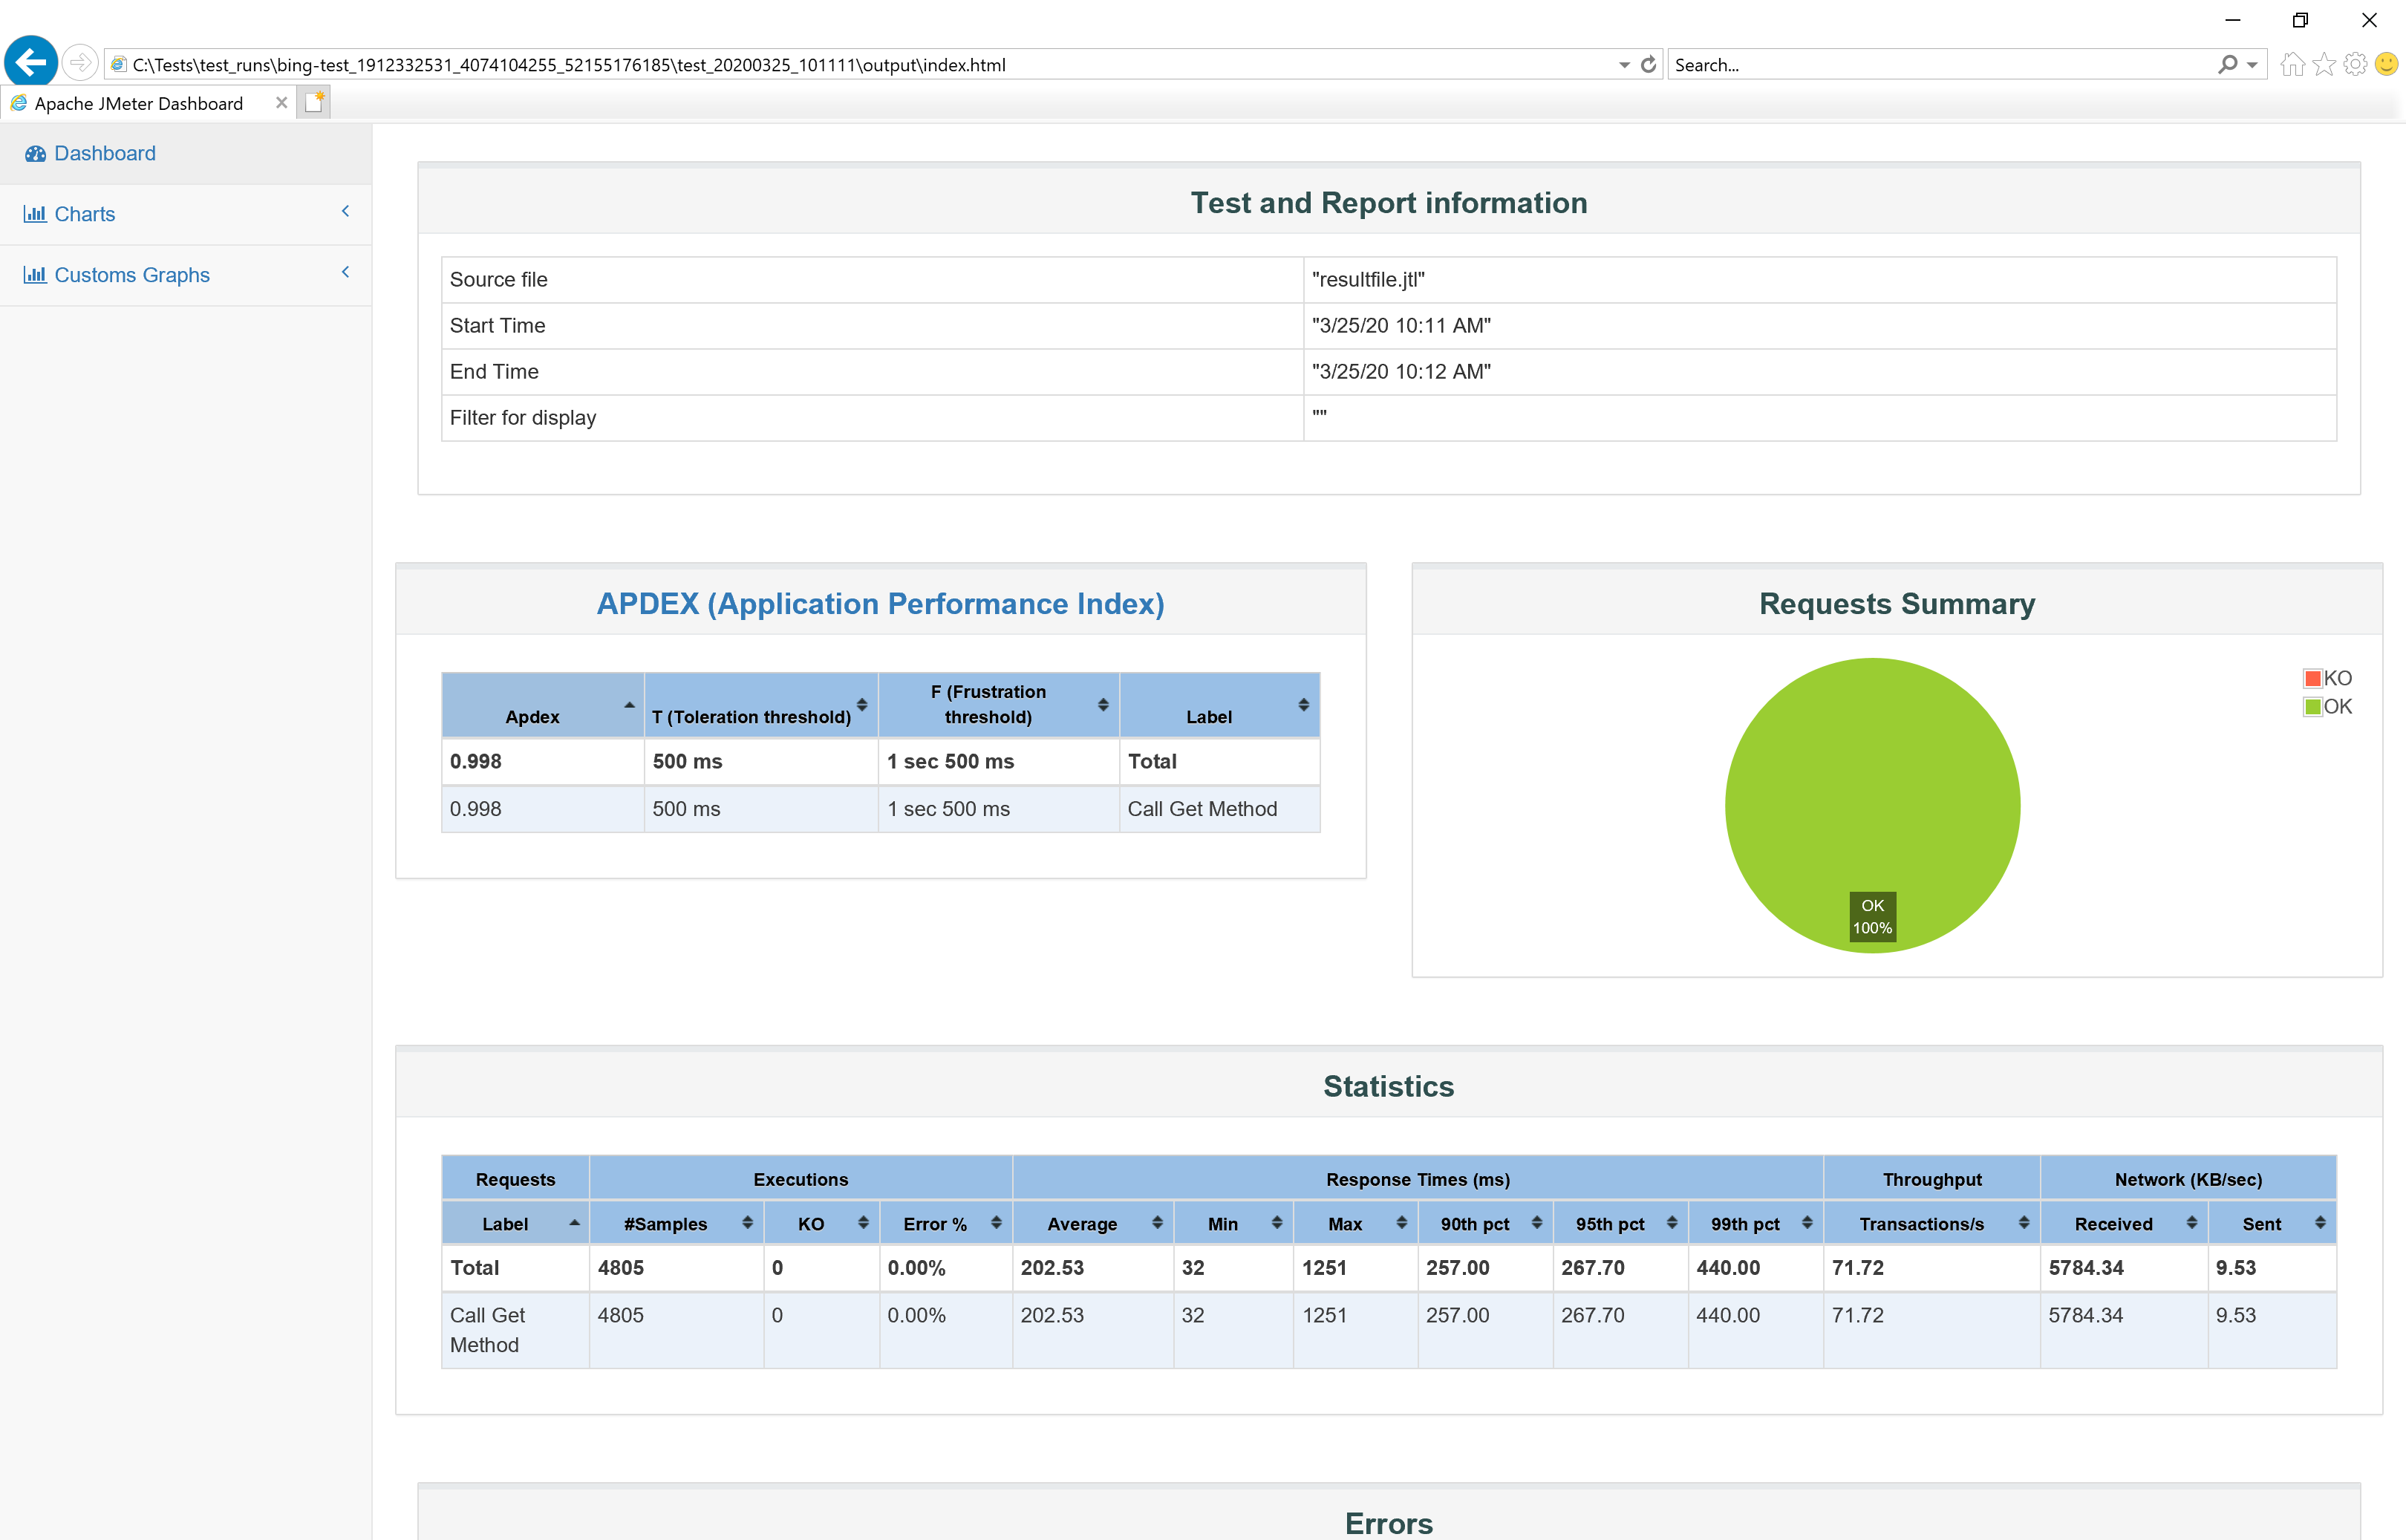 C:\Tests\test_runs\bing-test_1912332531_4074104255_52155176185\test_20200325_101111\output\index.html
Search...
Apache JMeter Dashboard
Dashboard
Charts
Customs Graphs
Test and Report information
Source file "resultfile.jtl"
Start Time "3/25/20 10:11 AM"
End Time "3/25/20 10:12 AM"
Filter for display ""
APDEX (Application Performance Index)
Apdex T (Toleration threshold) F (Frustration threshold) Label
0.998 500 ms 1 sec 500 ms Total
0.998 500 ms 1 sec 500 ms Call Get Method
Requests Summary
KO
OK
OK
100%
Statistics
Requests Executions Response Times (ms) Throughput Network (KB/sec)
Label #Samples KO Error % Average Min Max 90th pct 95th pct 99th pct Transactions/s Received Sent
Total 4805 0 0.00% 202.53 32 1251 257.00 267.70 440.00 71.72 5784.34 9.53
Call Get Method 4805 0 0.00% 202.53 32 1251 257.00 267.70 440.00 71.72 5784.34 9.53
Errors